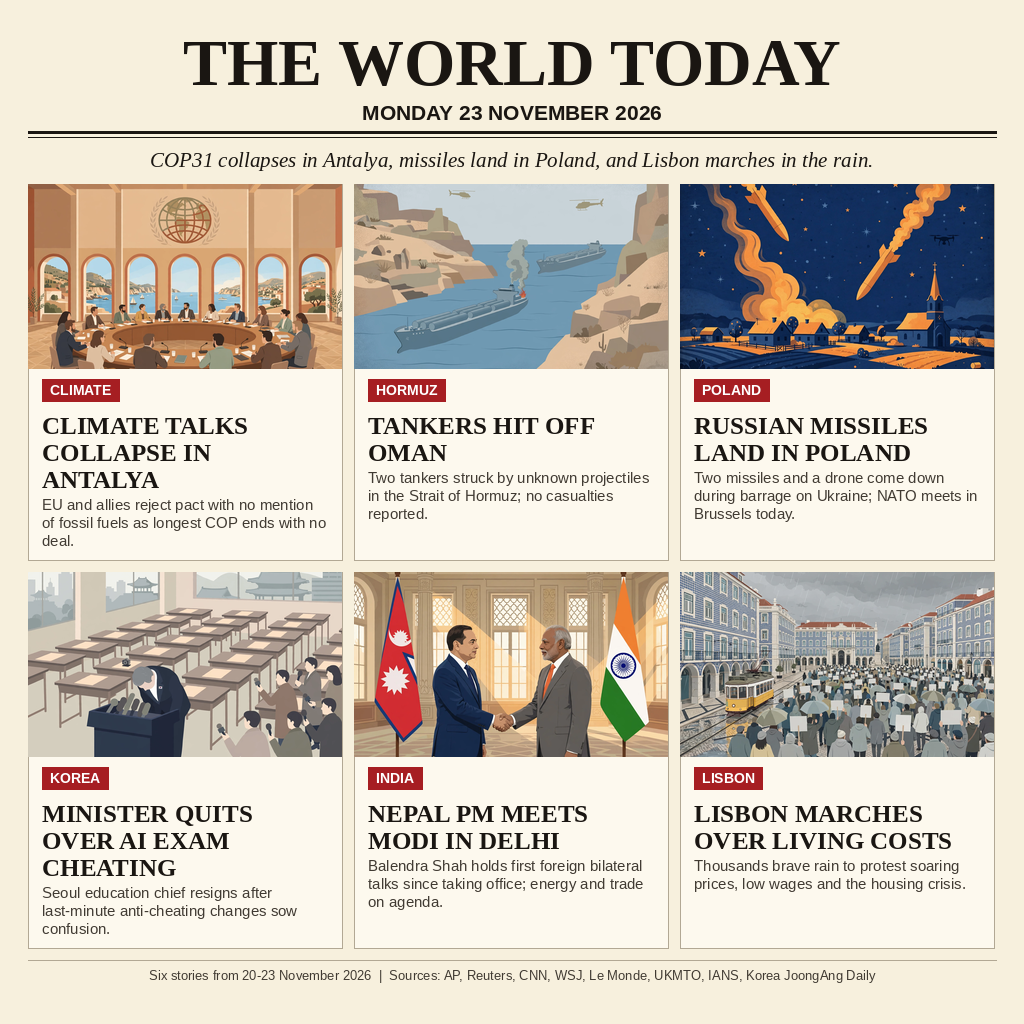 THE WORLD TODAY
MONDAY 23 NOVEMBER 2026
COP31 collapses in Antalya, missiles land in Poland, and Lisbon marches in the rain.
CLIMATE
CLIMATE TALKS
COLLAPSE IN
ANTALYA
EU and allies reject pact with no mention
of fossil fuels as longest COP ends with no
deal.
HORMUZ
TANKERS HIT OFF
OMAN
Two tankers struck by unknown projectiles
in the Strait of Hormuz; no casualties
reported.
POLAND
RUSSIAN MISSILES
LAND IN POLAND
Two missiles and a drone come down
during barrage on Ukraine; NATO meets in
Brussels today.
KOREA
MINISTER QUITS
OVER AI EXAM
CHEATING
Seoul education chief resigns after
last-minute anti-cheating changes sow
confusion.
INDIA
NEPAL PM MEETS
MODI IN DELHI
Balendra Shah holds first foreign bilateral
talks since taking office; energy and trade
on agenda.
LISBON
LISBON MARCHES
OVER LIVING COSTS
Thousands brave rain to protest soaring
prices, low wages and the housing crisis.
Six stories from 20-23 November 2026 | Sources: AP, Reuters, CNN, WSJ, Le Monde, UKMTO, IANS, Korea JoongAng Daily